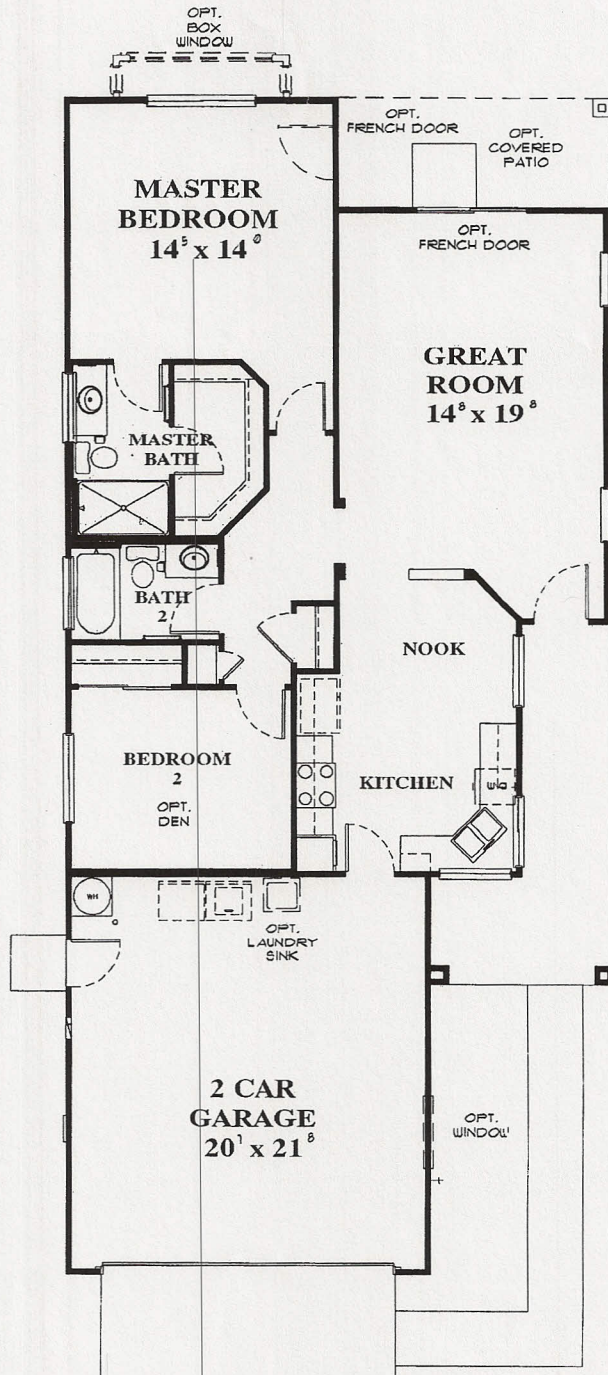 OPT.
BOX
WINDOW
OPT.
FRENCH DOOR
OPT.
COVERED
PATIO
MASTER
BEDROOM
14⁵ x 14⁰
OPT.
FRENCH DOOR
GREAT
ROOM
14⁸ x 19⁸
MASTER
BATH
BATH
2
NOOK
BEDROOM
2
OPT.
DEN
KITCHEN
WH
OPT.
LAUNDRY
SINK
2 CAR
GARAGE
20¹ x 21⁸
OPT.
WINDOW